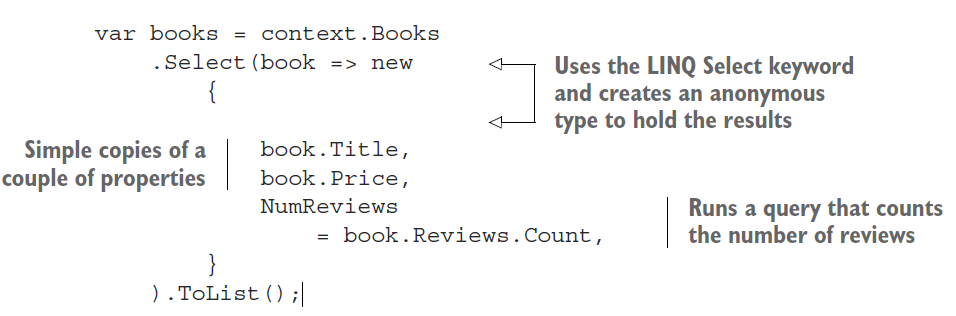 var books = context.Books
.Select(book => new
{
Uses the LINQ Select keyword
and creates an anonymous
type to hold the results
Simple copies of a
couple of properties
book.Title,
book.Price,
NumReviews
= book.Reviews.Count,
Runs a query that counts
the number of reviews
}
).ToList();